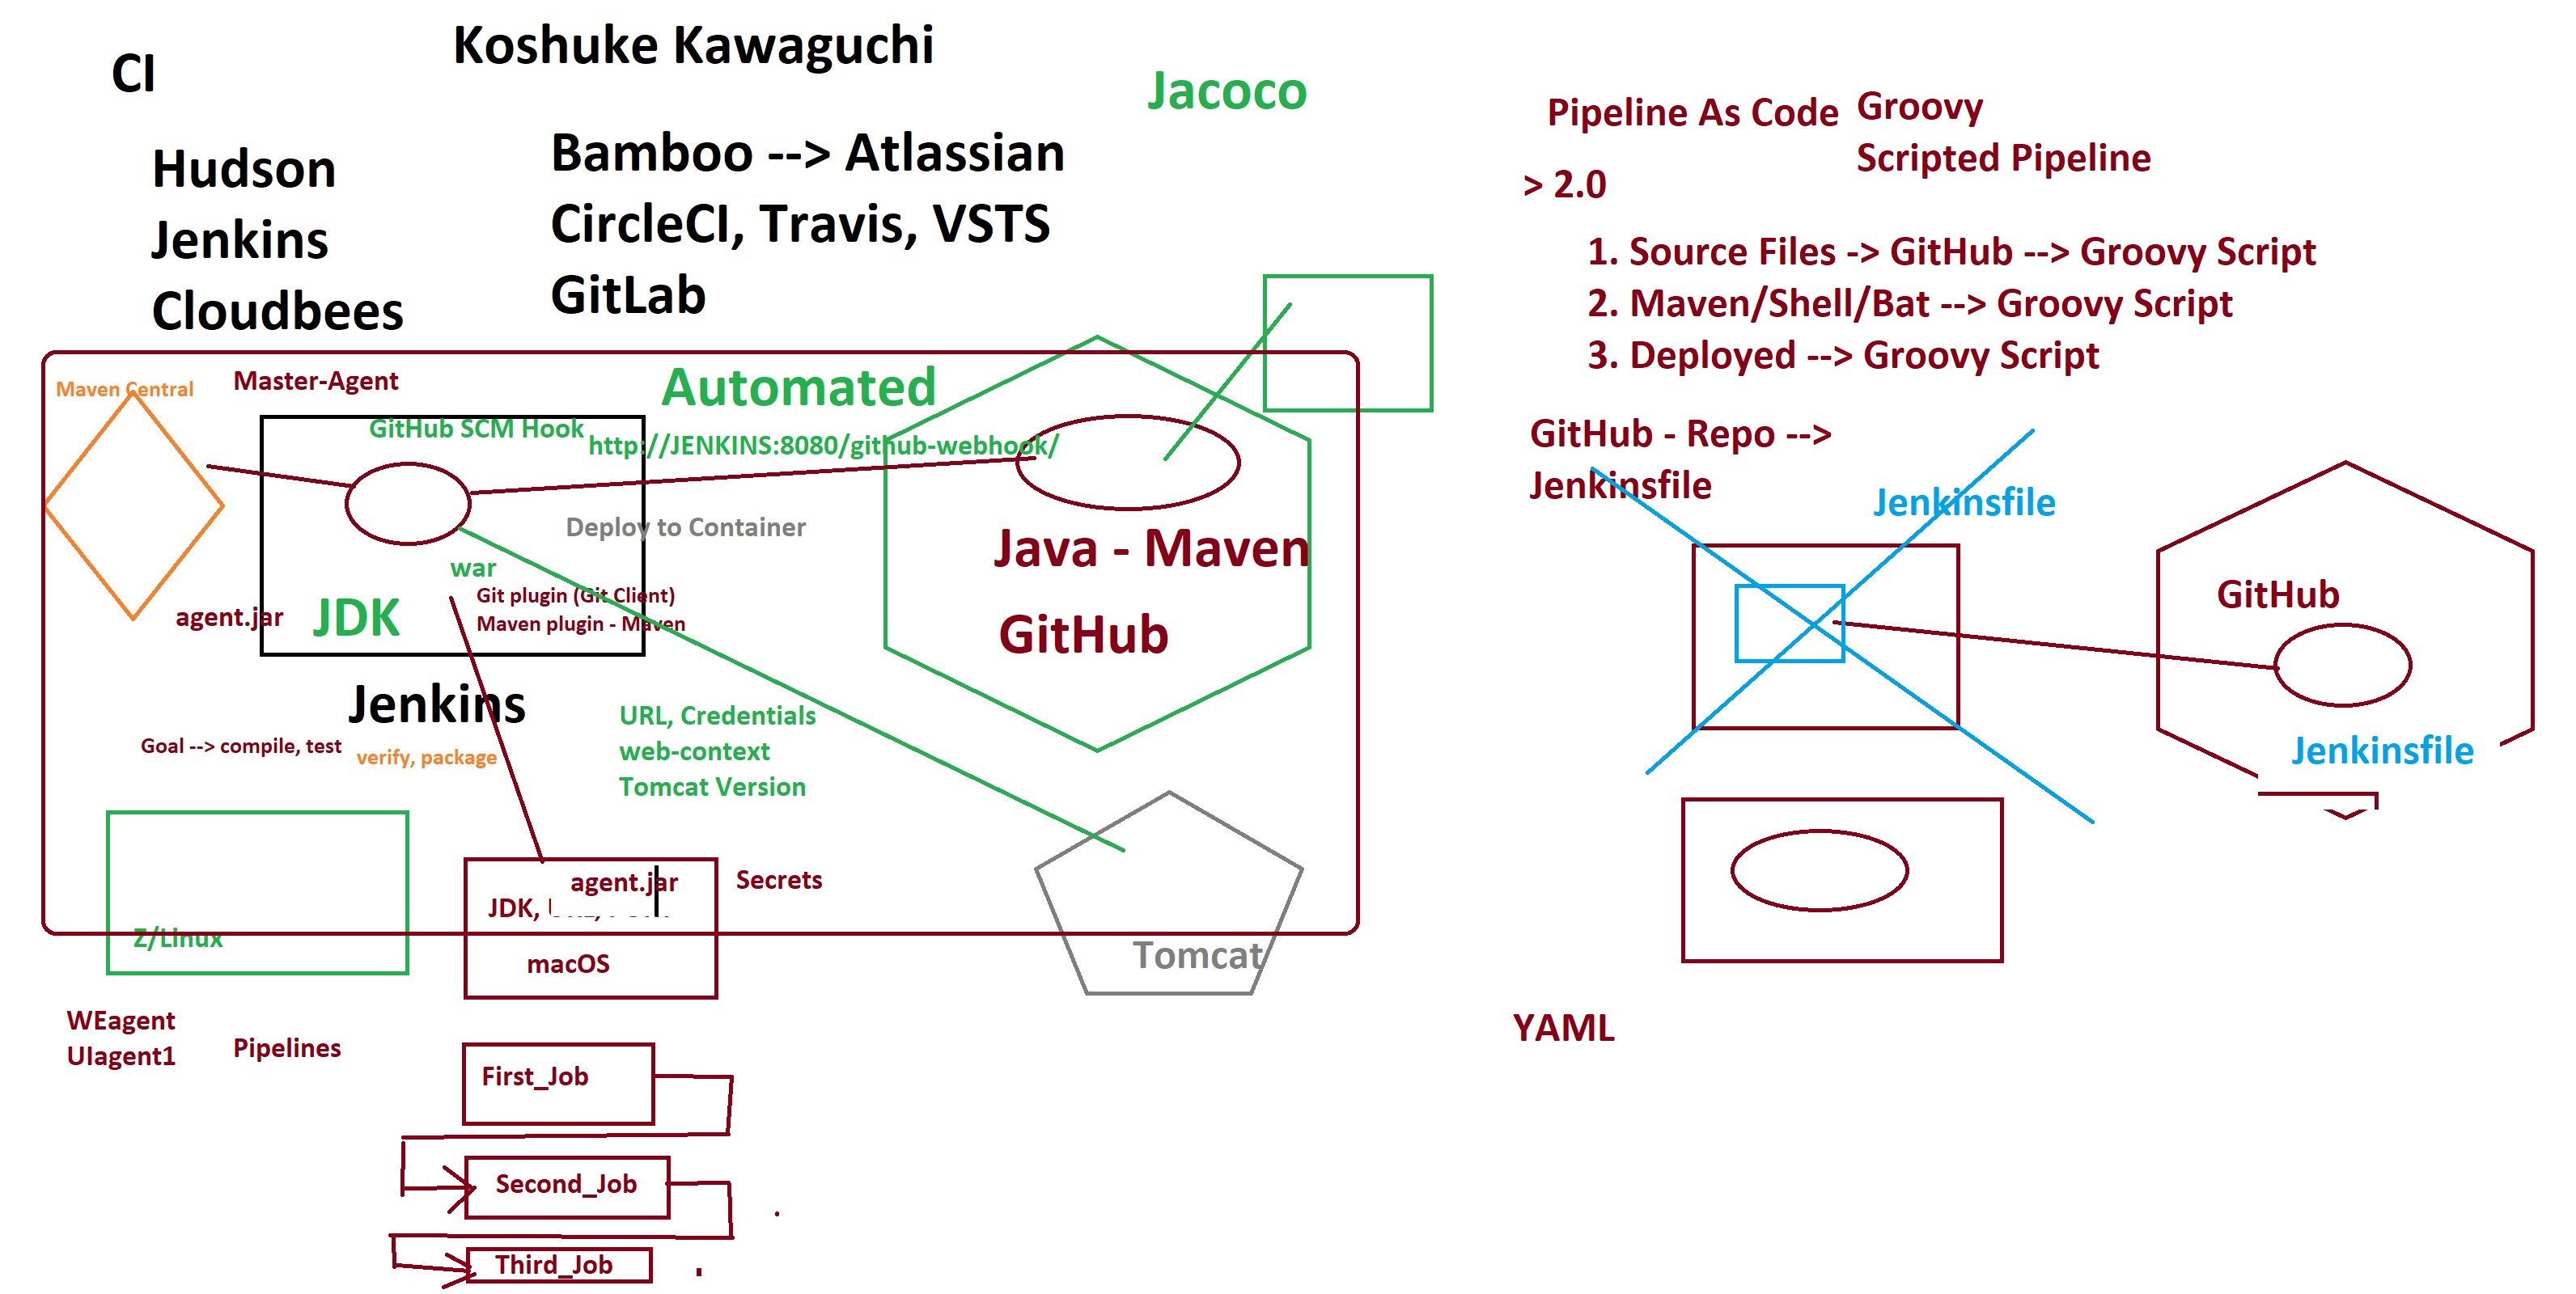 CI
Koshuke Kawaguchi
Jacoco
Hudson
Jenkins
Cloudbees
Bamboo --> Atlassian
CircleCI, Travis, VSTS
GitLab
Maven Central
Master-Agent
Automated
GitHub SCM Hook
http://JENKINS:8080/github-webhook/
Deploy to Container
war
Git plugin (Git Client)
Maven plugin - Maven
agent.jar
JDK
Java - Maven
GitHub
Jenkins
Goal --> compile, test
verify, package
URL, Credentials
web-context
Tomcat Version
agent.jar
JDK,
macOS
Secrets
Z/Linux
Tomcat
WEagent
UIagent1
Pipelines
First_Job
Second_Job
Third_Job
Pipeline As Code
Groovy
Scripted Pipeline
> 2.0
1. Source Files -> GitHub --> Groovy Script
2. Maven/Shell/Bat --> Groovy Script
3. Deployed --> Groovy Script
GitHub - Repo -->
Jenkinsfile
Jenkinsfile
GitHub
Jenkinsfile
YAML